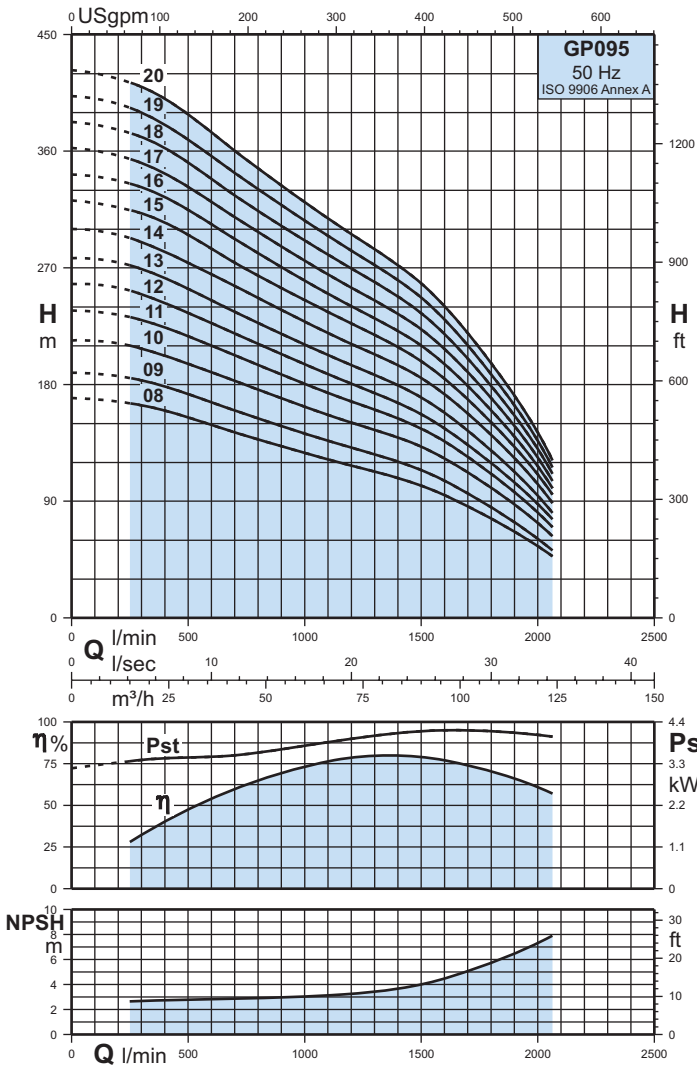 0 USgpm 100 200 300 400 500 600
GP095
50 Hz
ISO 9906 Annex A
450
360
270
H
m
180
90
0
20
19
18
17
16
15
14
13
12
11
10
09
08
1200
900
H
ft
600
300
0
0 500 1000 1500 2000 2500
Q l/min
0 l/sec 10 20 30 40
0 m³/h 25 50 75 100 125 150
100
η%
75
50
25
0
Pst
η
4.4
Ps
3.3
kW
2.2
1.1
0
10
NPSH
8
m
6
4
2
0
30
ft
20
10
0
0 Q l/min 500 1000 1500 2000 2500